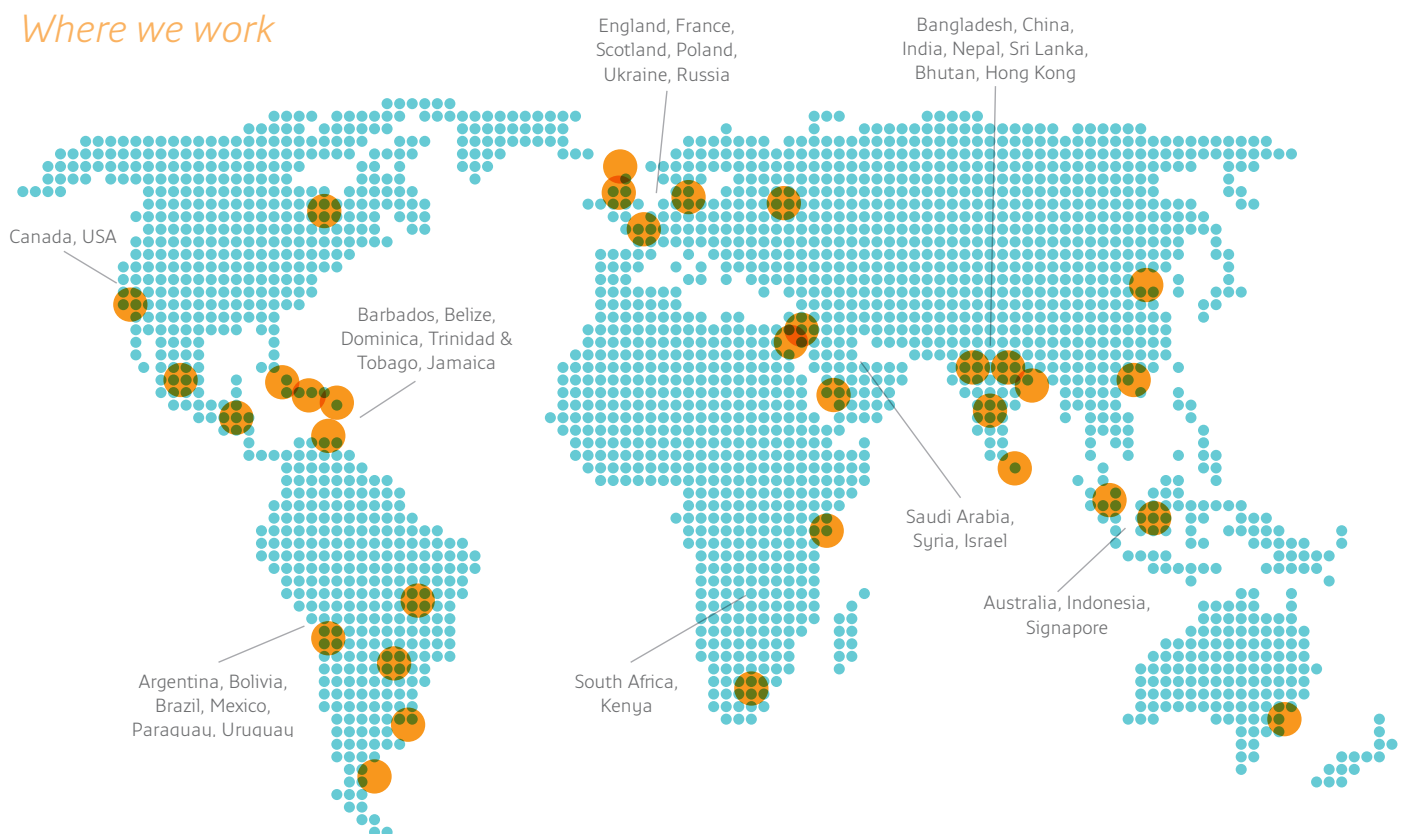 Where we work
England, France,
Scotland, Poland,
Ukraine, Russia
Bangladesh, China,
India, Nepal, Sri Lanka,
Bhutan, Hong Kong
Canada, USA
Barbados, Belize,
Dominica, Trinidad &
Tobago, Jamaica
Saudi Arabia,
Syria, Israel
Australia, Indonesia,
Signapore
Argentina, Bolivia,
Brazil, Mexico,
Paraguay, Uruguay
South Africa,
Kenya